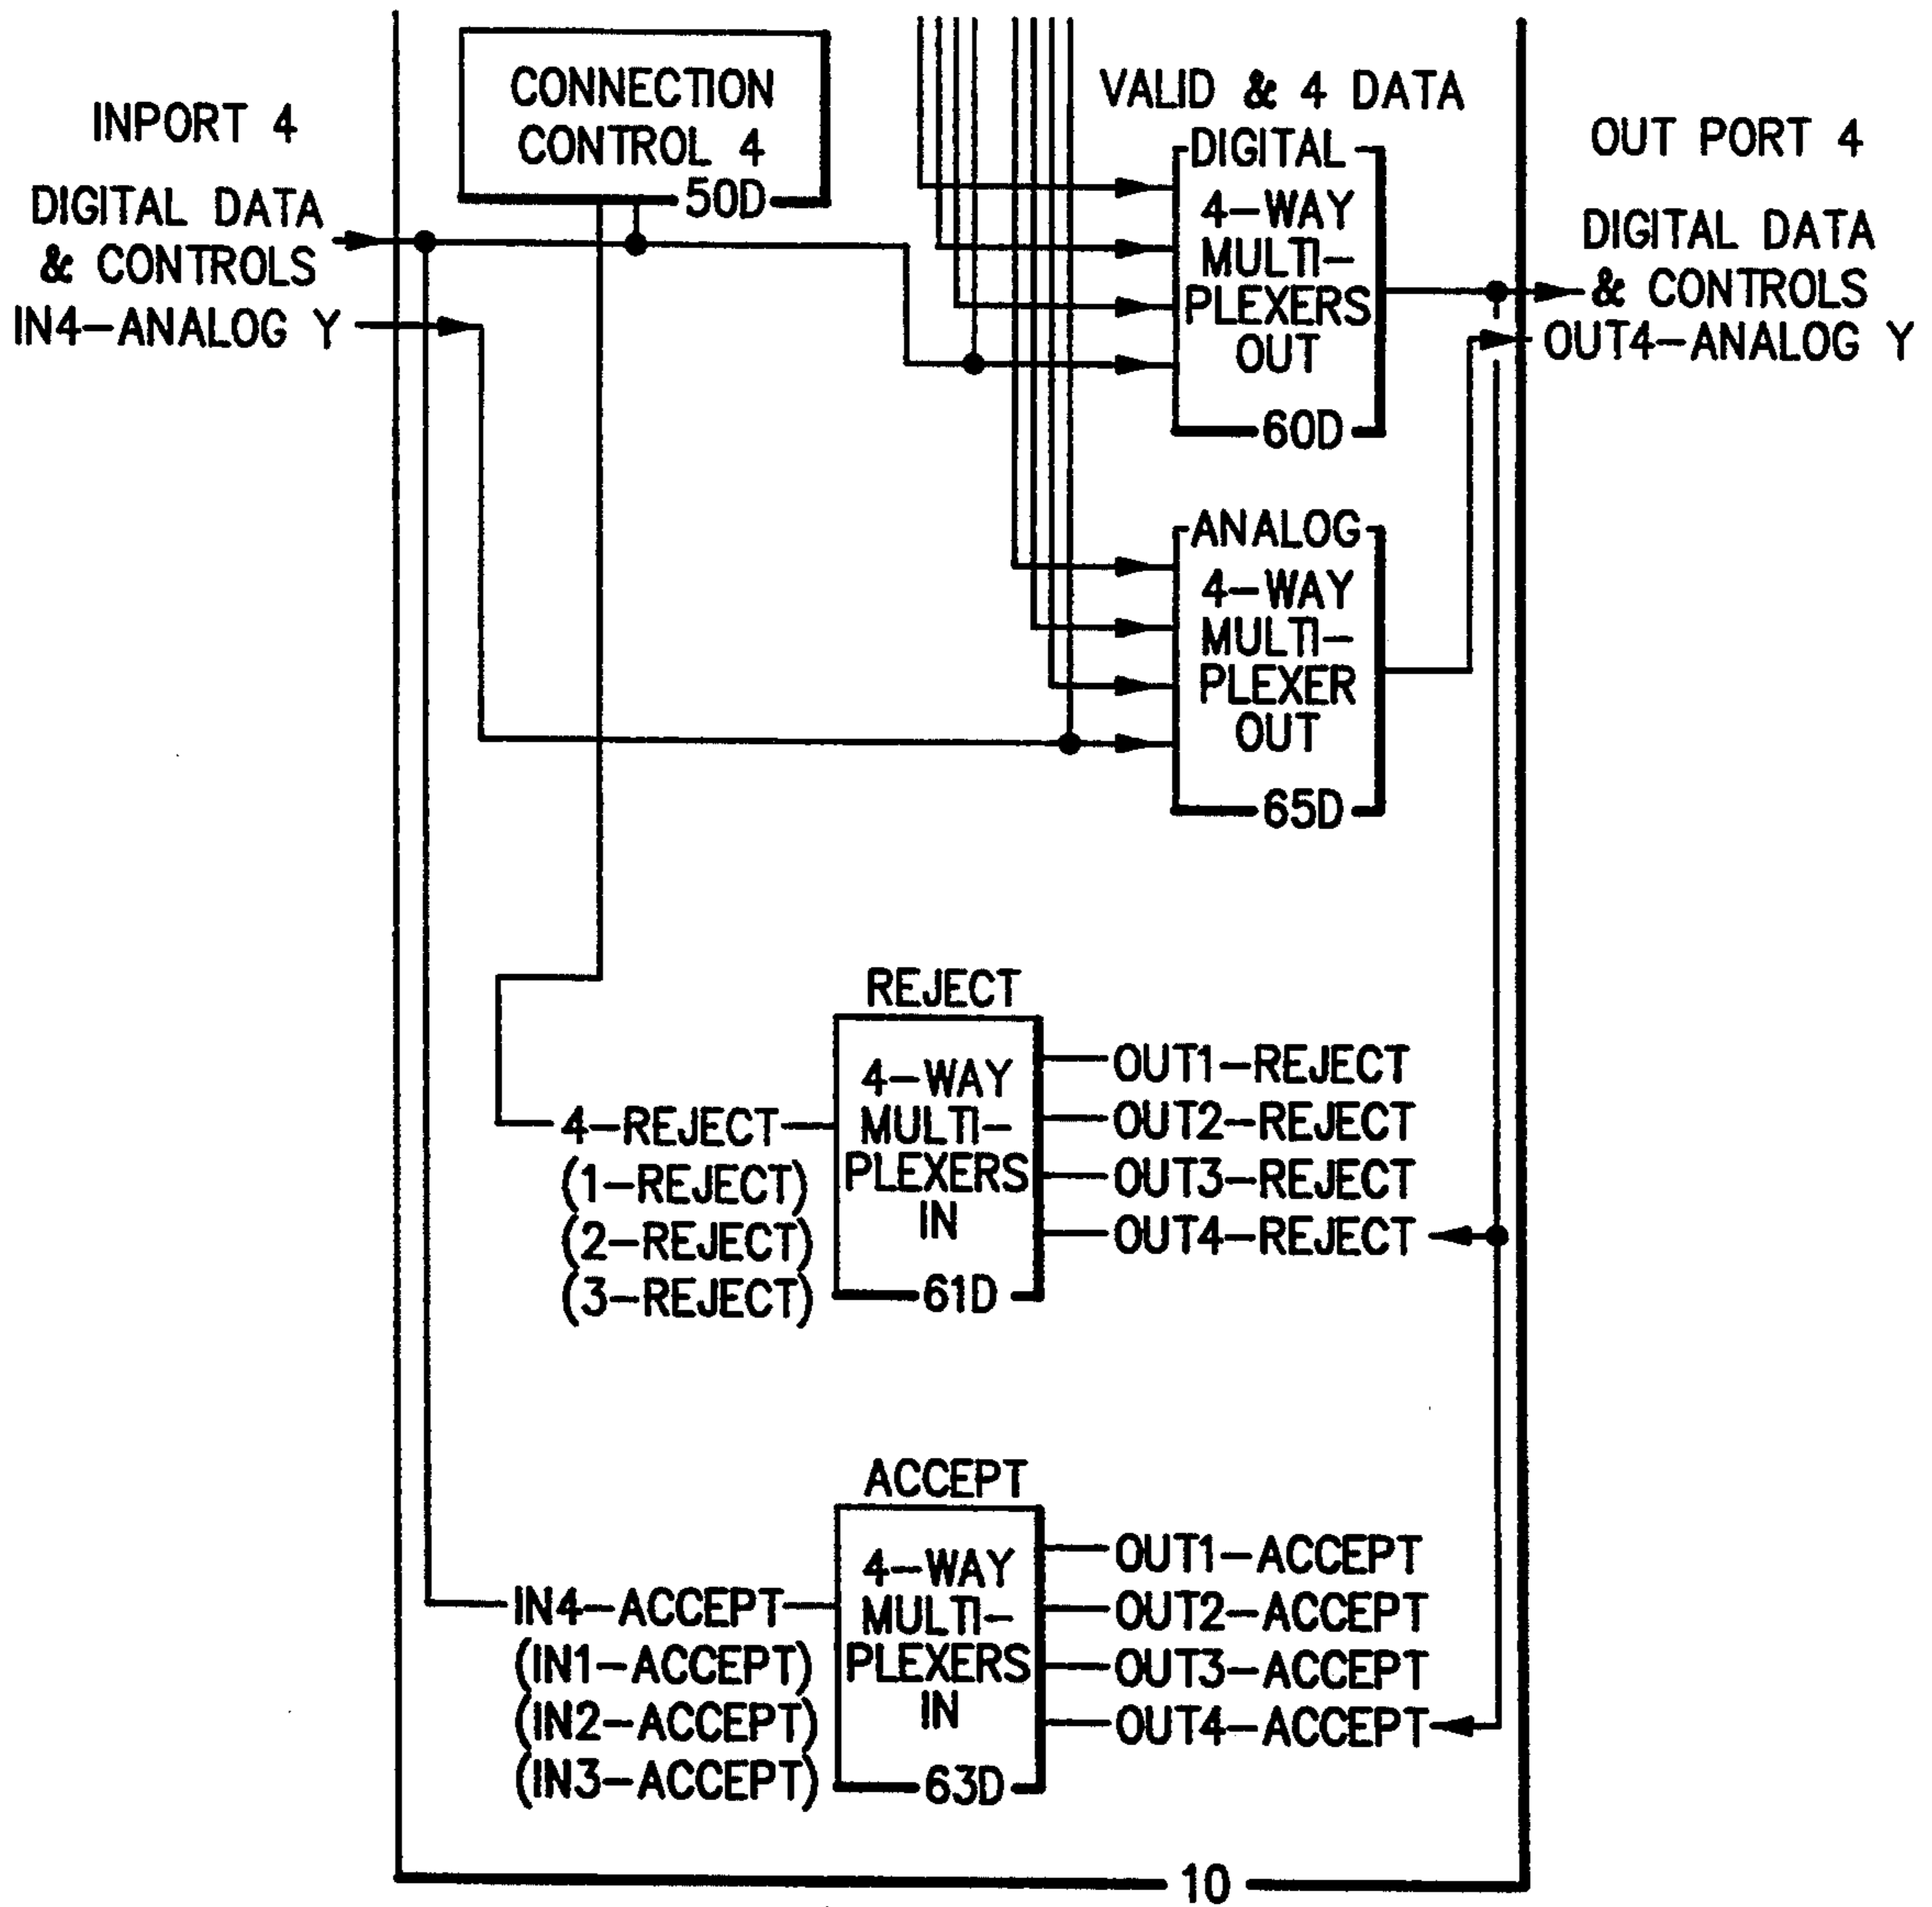 INPORT 4
DIGITAL DATA
& CONTROLS
IN4-ANALOG Y
CONNECTION
CONTROL 4
50D
VALID & 4 DATA
DIGITAL
4-WAY
MULTI-
PLEXERS
OUT
60D
OUT PORT 4
DIGITAL DATA
& CONTROLS
OUT4-ANALOG Y
ANALOG
4-WAY
MULTI-
PLEXER
OUT
65D
REJECT
4-WAY
MULTI-
PLEXERS
IN
61D
4-REJECT
(1-REJECT)
(2-REJECT)
(3-REJECT)
OUT1-REJECT
OUT2-REJECT
OUT3-REJECT
OUT4-REJECT
ACCEPT
4-WAY
MULTI-
PLEXERS
IN
63D
IN4-ACCEPT
(IN1-ACCEPT)
(IN2-ACCEPT)
(IN3-ACCEPT)
OUT1-ACCEPT
OUT2-ACCEPT
OUT3-ACCEPT
OUT4-ACCEPT
10